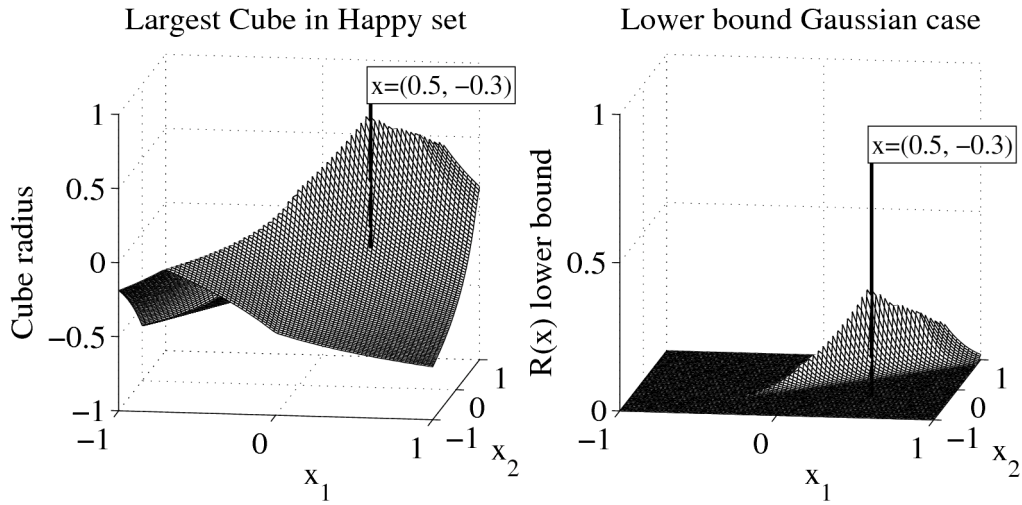 Largest Cube in Happy set
x=(0.5, −0.3)
1
0.5
0
−0.5
−1
Cube radius
−1
0
1
x1
−1
0
1
x2
Lower bound Gaussian case
x=(0.5, −0.3)
1
0.5
0
R(x) lower bound
−1
0
1
x1
−1
0
1
x2